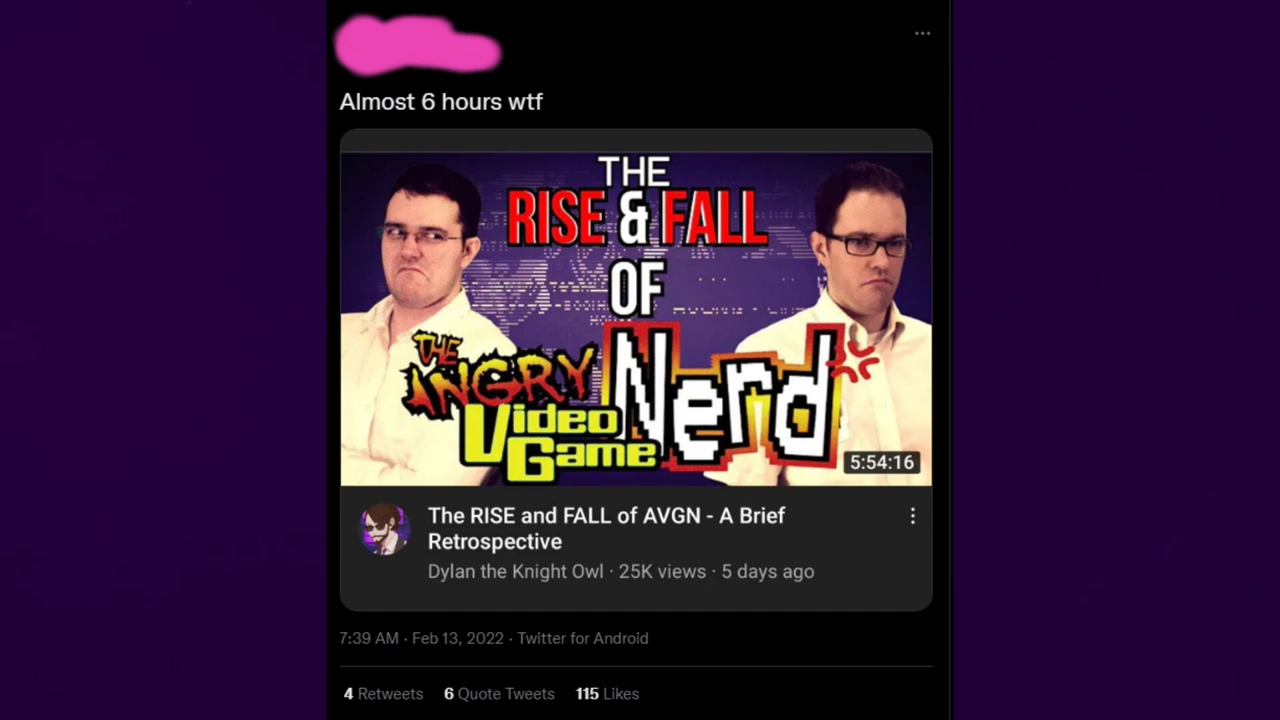 Almost 6 hours wtf
THE
RISE & FALL
OF
THE
ANGRY
Video
Game
Nerd
5:54:16
The RISE and FALL of AVGN - A Brief
Retrospective
Dylan the Knight Owl · 25K views · 5 days ago
7:39 AM · Feb 13, 2022 · Twitter for Android
4 Retweets 6 Quote Tweets 115 Likes